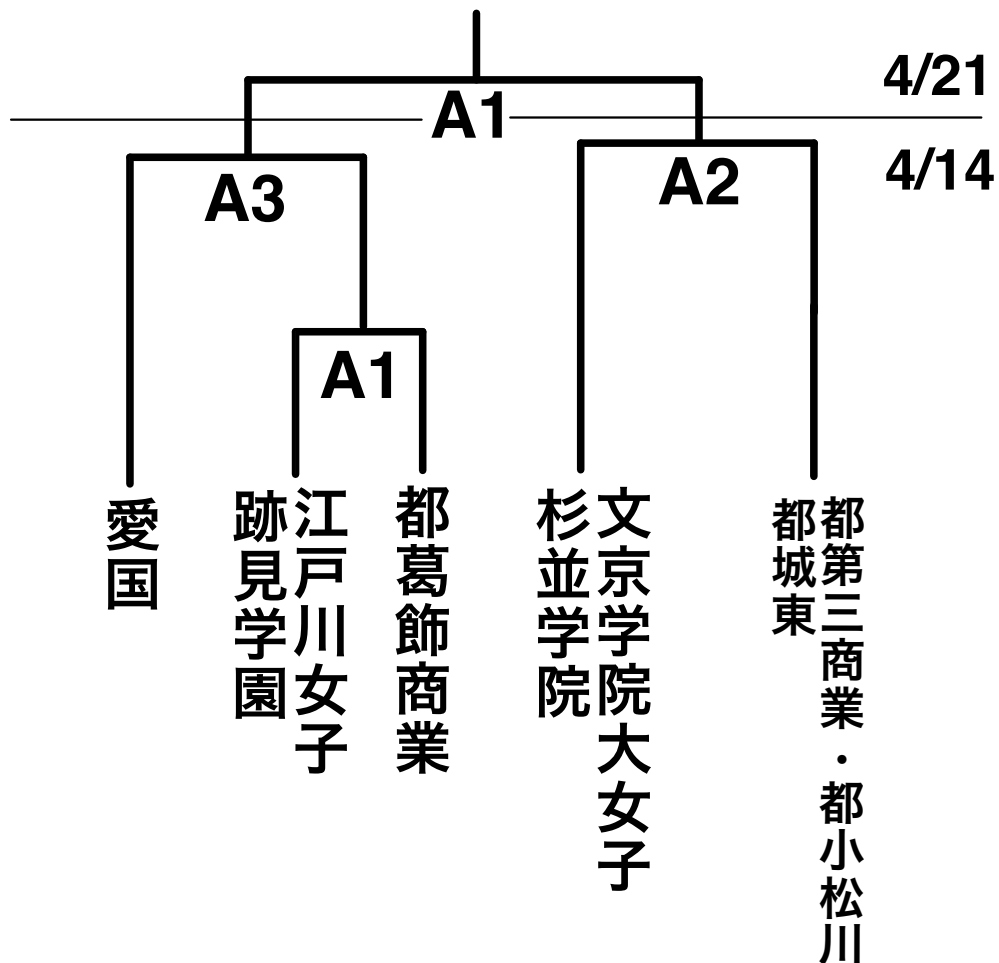 4/21
A1
4/14
A3
A2
A1
愛国
江戸川女子
跡見学園
都葛飾商業
文京学院大女子
杉並学院
都第三商業・都小松川
都城東